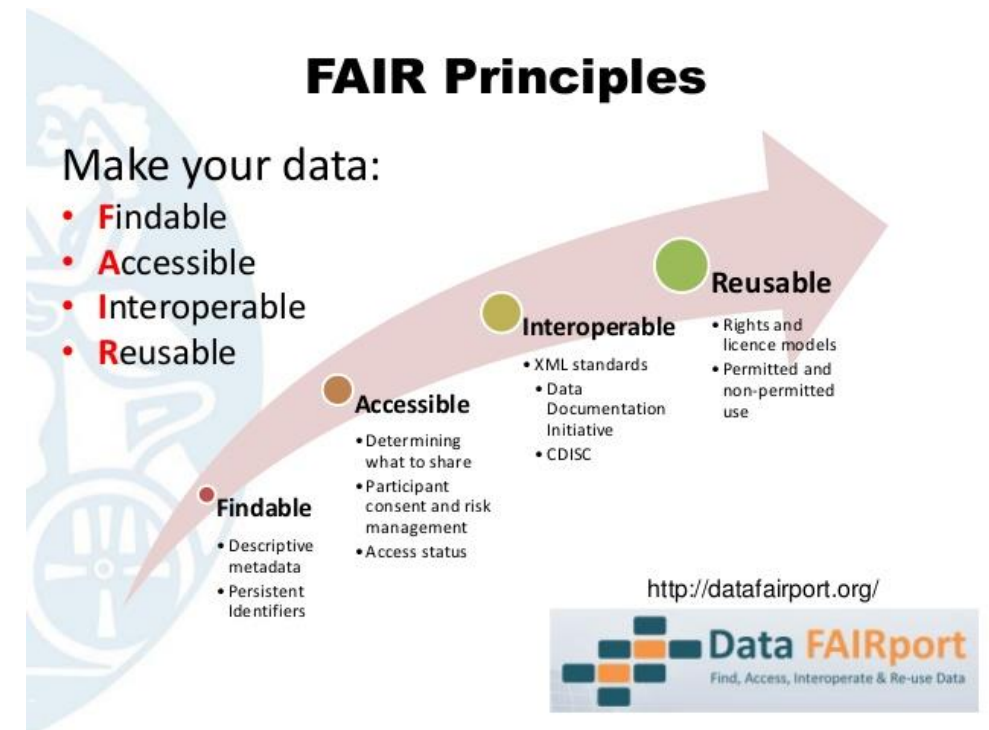 FAIR Principles
Make your data:
• Findable
• Accessible
• Interoperable
• Reusable
Findable
• Descriptive
metadata
• Persistent
Identifiers
Accessible
• Determining
what to share
• Participant
consent and risk
management
• Access status
Interoperable
• XML standards
• Data
Documentation
Initiative
• CDISC
Reusable
• Rights and
licence models
• Permitted and
non-permitted
use
http://datafairport.org/
Data FAIRport
Find, Access, Interoperate & Re-use Data